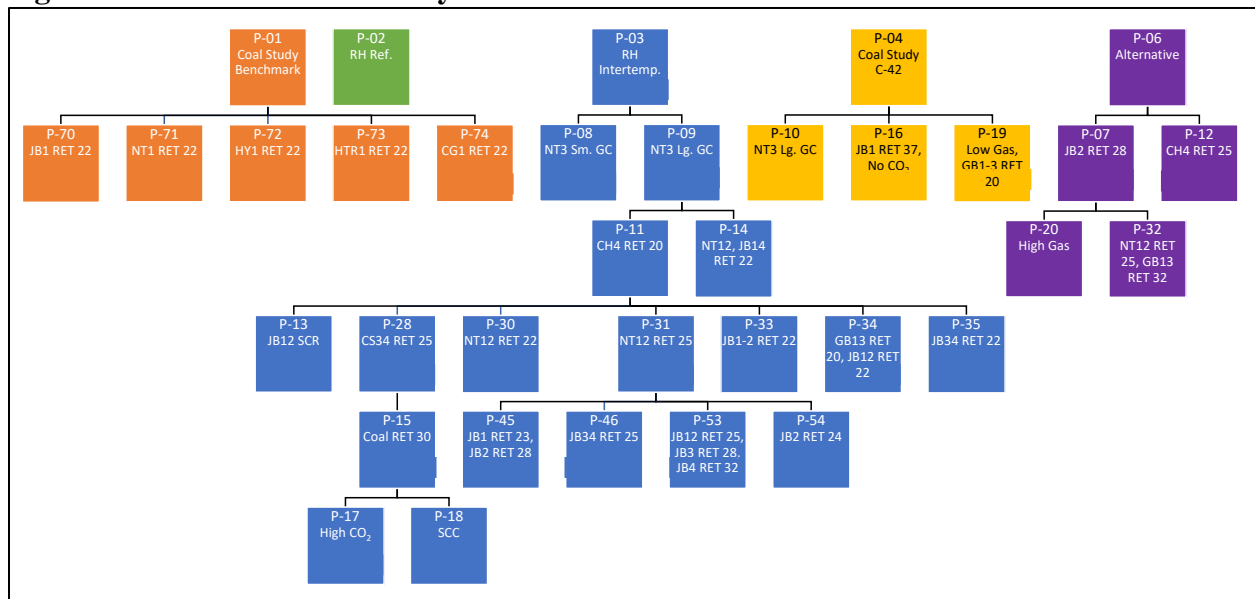 P-01
Coal Study
Benchmark
P-02
RH Ref.
P-03
RH
Intertemp.
P-04
Coal Study
C-42
P-06
Alternative
P-70
JB1 RET 22
P-71
NT1 RET 22
P-72
HY1 RET 22
P-73
HTR1 RET 22
P-74
CG1 RET 22
P-08
NT3 Sm. GC
P-09
NT3 Lg. GC
P-10
NT3 Lg. GC
P-16
JB1 RET 37,
No CO₂
P-19
Low Gas,
GB1-3 RET
20
P-07
JB2 RET 28
P-12
CH4 RET 25
P-11
CH4 RET 20
P-14
NT12, JB14
RET 22
P-20
High Gas
P-32
NT12 RET
25, GB13
RET 32
P-13
JB12 SCR
P-28
CS34 RET 25
P-30
NT12 RET 22
P-31
NT12 RET 25
P-33
JB1-2 RET 22
P-34
GB13 RET
20, JB12 RET
22
P-35
JB34 RET 22
P-15
Coal RET 30
P-45
JB1 RET 23,
JB2 RET 28
P-46
JB34 RET 25
P-53
JB12 RET 25,
JB3 RET 28.
JB4 RET 32
P-54
JB2 RET 24
P-17
High CO₂
P-18
SCC